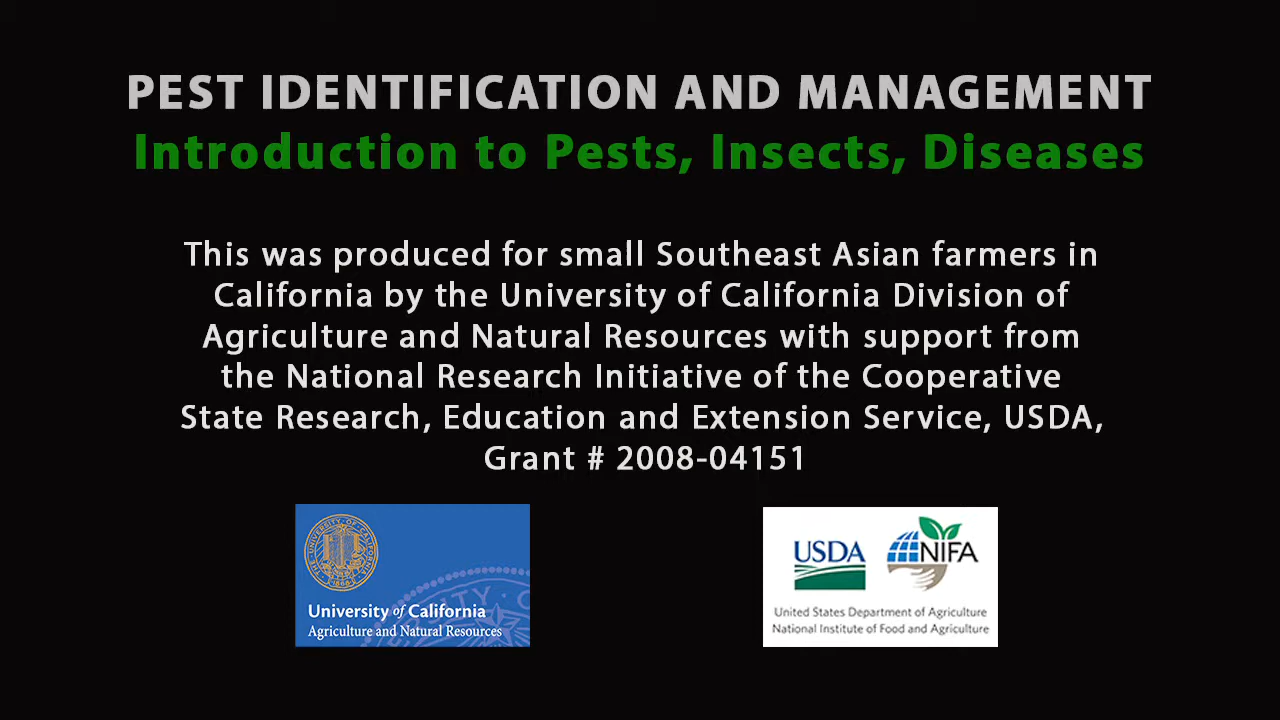 PEST IDENTIFICATION AND MANAGEMENT
Introduction to Pests, Insects, Diseases
This was produced for small Southeast Asian farmers in
California by the University of California Division of
Agriculture and Natural Resources with support from
the National Research Initiative of the Cooperative
State Research, Education and Extension Service, USDA,
Grant # 2008-04151
University of California
Agriculture and Natural Resources
USDA
NIFA
United States Department of Agriculture
National Institute of Food and Agriculture